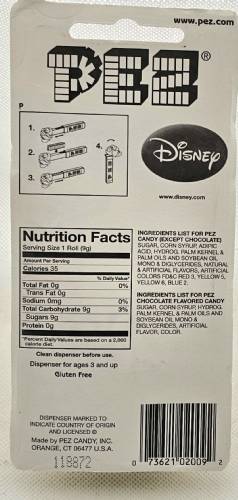 www.pez.com
PEZ®
P
1.
2.
3.
4.
Disney
www.disney.com
Nutrition Facts
Serving Size 1 Roll (9g)
Amount Per Serving
Calories 35
% Daily Value*
Total Fat 0g 0%
Trans Fat 0g
Sodium 0mg 0%
Total Carbohydrate 9g 3%
Sugars 9g
Protein 0g
*Percent Daily Values are based on a 2,000
calorie diet.
INGREDIENTS LIST FOR PEZ
CANDY (EXCEPT CHOCOLATE)
SUGAR, CORN SYRUP, ADIPIC
ACID, HYDROG. PALM KERNEL &
PALM OILS AND SOYBEAN OIL,
MONO & DIGLYCERIDES, NATURAL
& ARTIFICIAL FLAVORS, ARTIFICIAL
COLORS FD&C RED 3, YELLOW 5,
YELLOW 6, BLUE 2.
INGREDIENTS LIST FOR PEZ
CHOCOLATE FLAVORED CANDY
SUGAR, CORN SYRUP, HYDROG.
PALM KERNEL & PALM OILS AND
SOYBEAN OIL MONO &
DIGLYCERIDES, ARTIFICIAL
FLAVOR, COLOR.
Clean dispenser before use.
Dispenser for ages 3 and up
Gluten Free
DISPENSER MARKED TO
INDICATE COUNTRY OF ORIGIN
AND LICENSED ©
Made by PEZ CANDY, INC.
ORANGE, CT 06477 U.S.A.
0 73621 02009 2